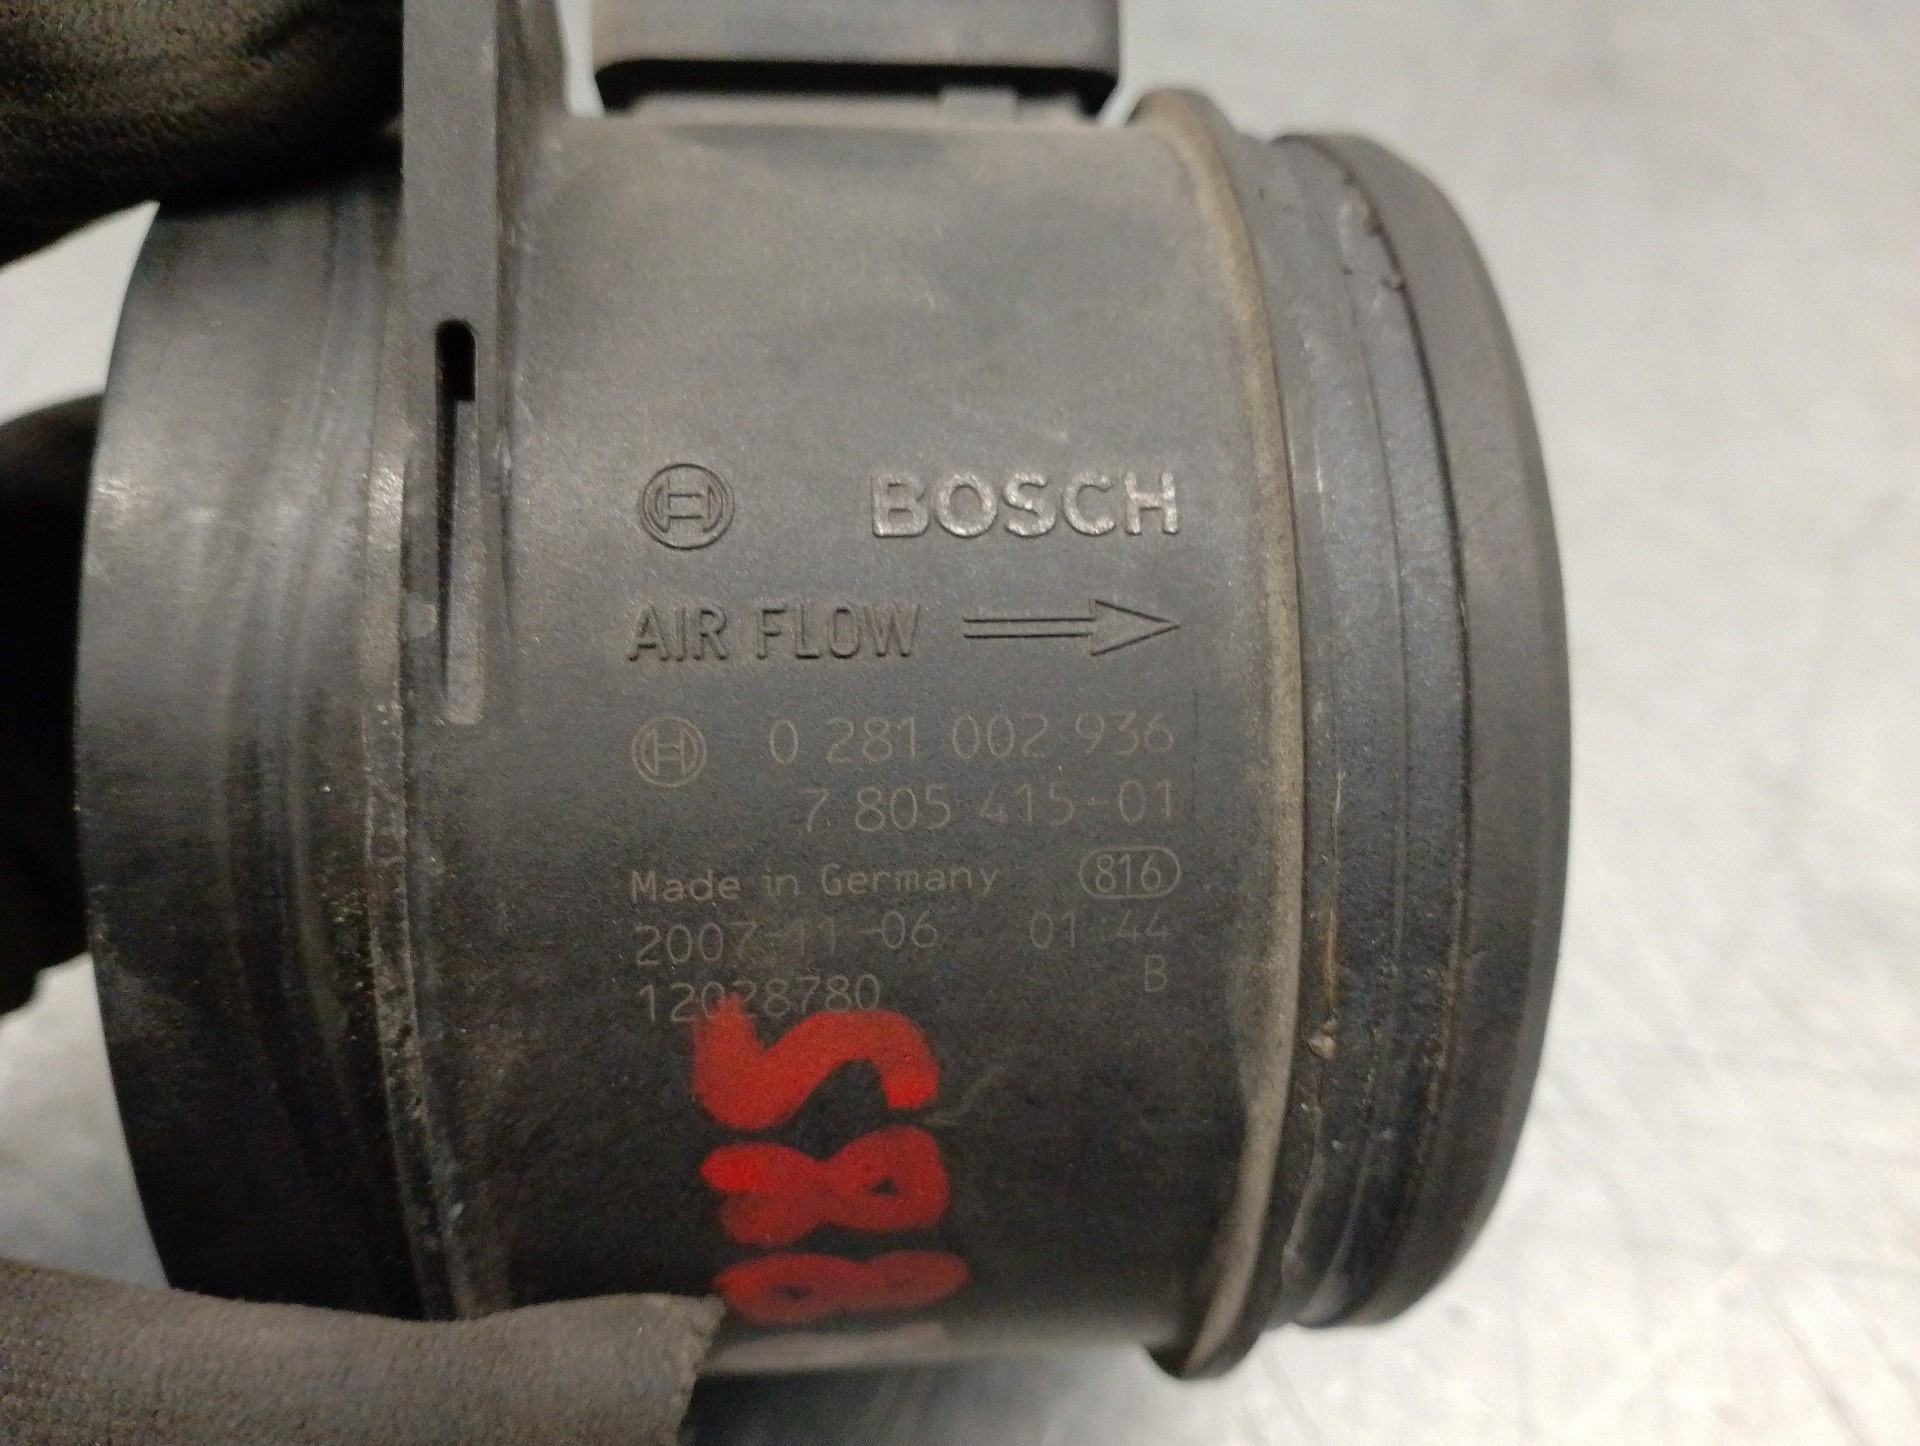 BOSCH
AIR FLOW
0 281 002 936
7 805 415-01
Made in Germany 816
2007-11-06 01:44
B
12028780